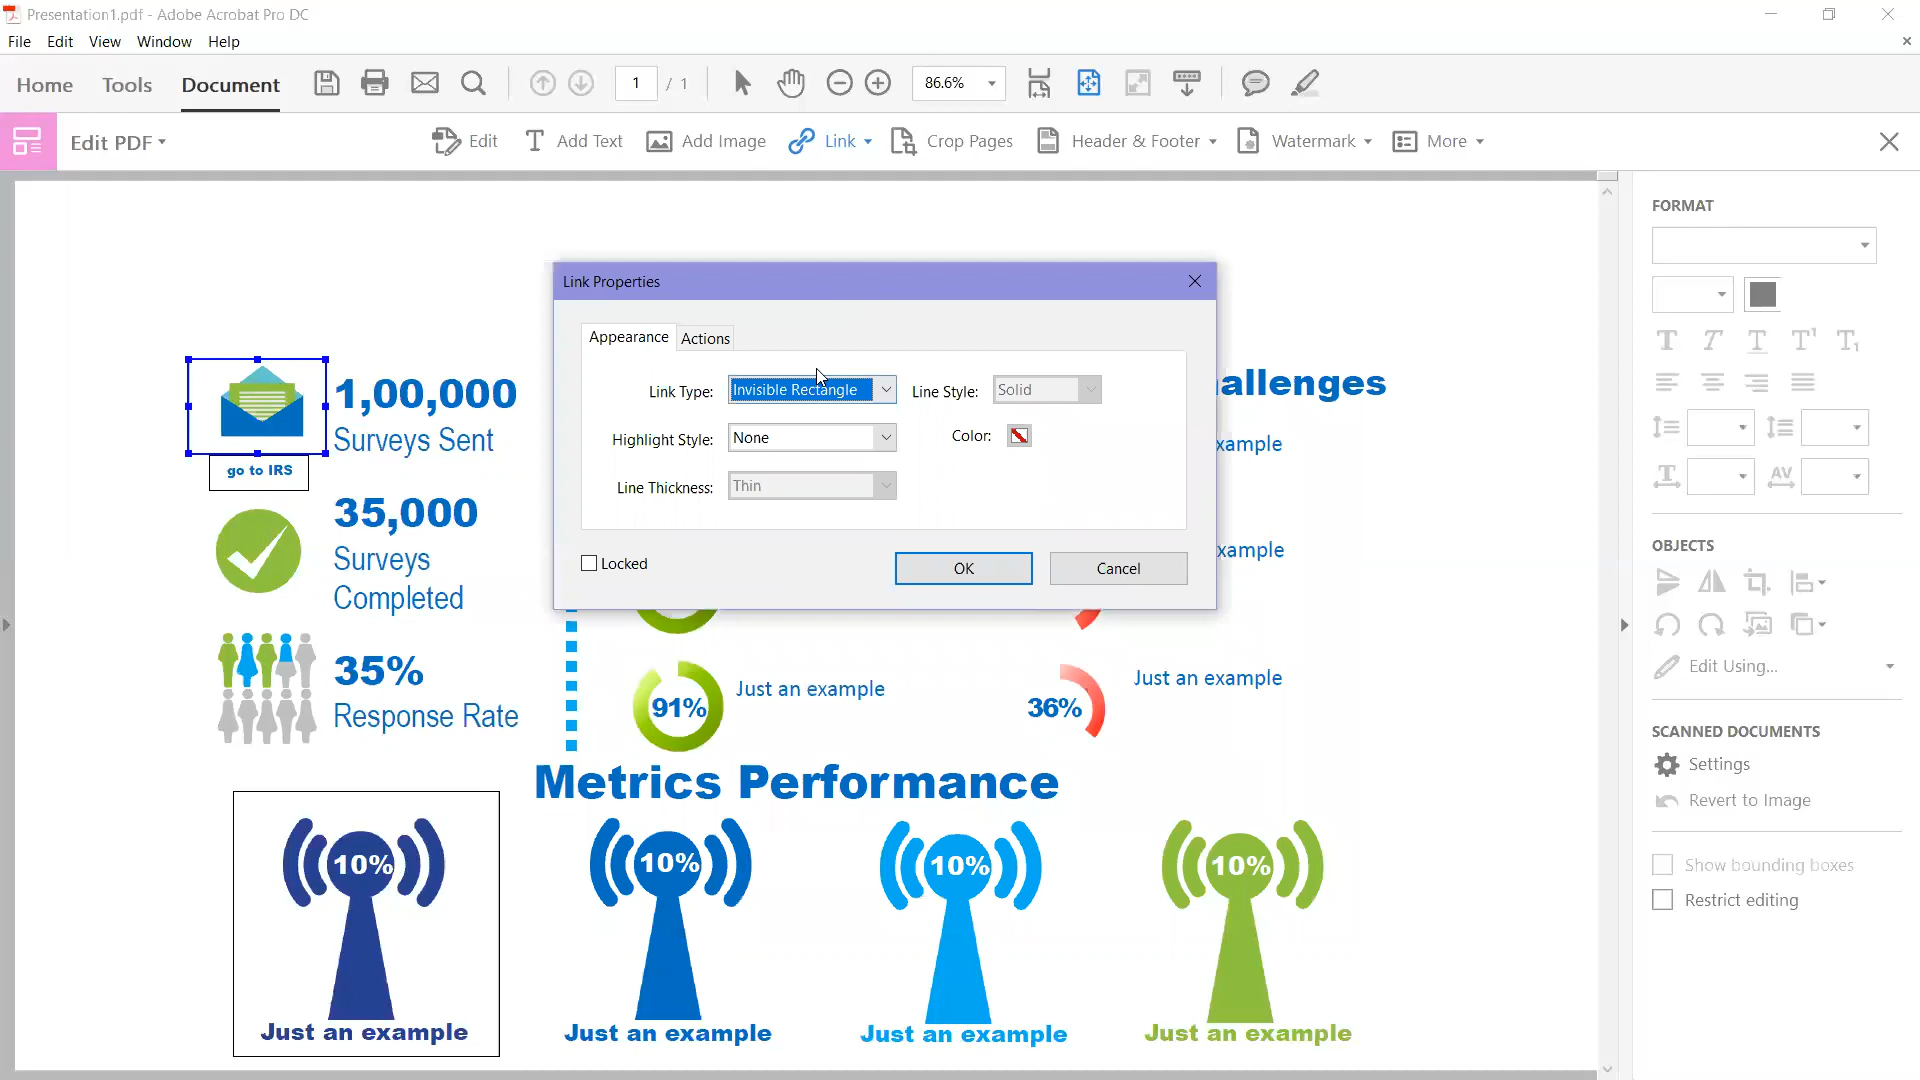 Presentation1.pdf - Adobe Acrobat Pro DC
File Edit View Window Help
Home Tools Document 1 / 1 86.6%
Edit PDF Edit Add Text Add Image Link Crop Pages Header & Footer Watermark More
Link Properties
Appearance Actions
Link Type: Invisible Rectangle Line Style: Solid
Highlight Style: None Color:
Line Thickness: Thin
Locked OK Cancel
1,00,000
Surveys Sent
go to IRS
35,000
Surveys
Completed
35%
Response Rate
allenges
xample
xample
91% Just an example
36% Just an example
Metrics Performance
10% 10% 10% 10%
Just an example Just an example Just an example Just an example
FORMAT
T T T T1 T1
AV
OBJECTS
Edit Using...
SCANNED DOCUMENTS
Settings
Revert to Image
Show bounding boxes
Restrict editing